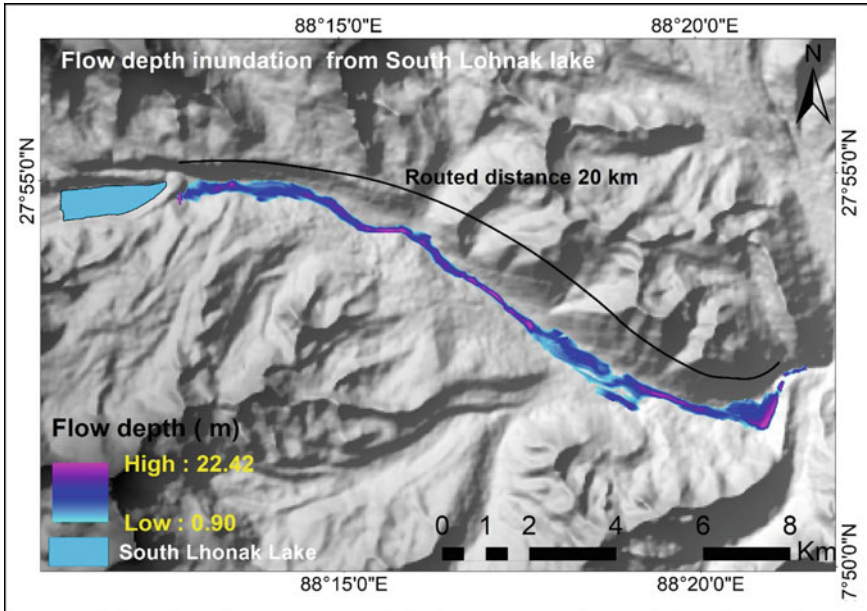 88°15'0"E 88°20'0"E
Flow depth inundation from South Lohnak lake
N
27°55'0"N
27°55'0"N
Routed distance 20 km
Flow depth ( m)
High : 22.42
Low : 0.90
South Lhonak Lake
0 1 2 4 6 8
Km
7°50'0"N
88°15'0"E 88°20'0"E